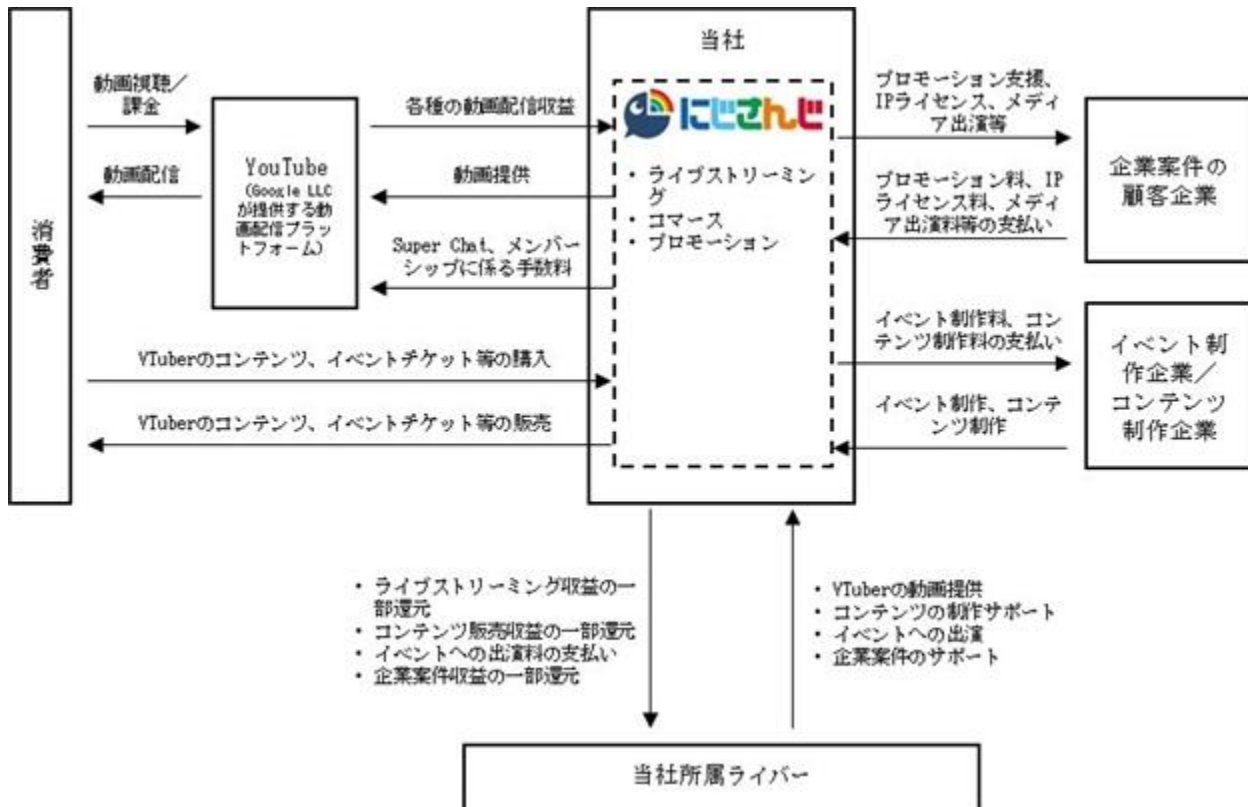 当社
動画視聴／
課金
動画配信
消費者
YouTube
(Google LLC
が提供する動
画配信プラッ
トフォーム)
各種の動画配信収益
動画提供
Super Chat、メンバー
シップに係る手数料
にじさんじ
・ ライブストリーミン
グ
・ コマース
・ プロモーション
プロモーション支援、
IPライセンス、メディ
ア出演等
プロモーション料、IP
ライセンス料、メディ
ア出演料等の支払い
企業案件の
顧客企業
VTuberのコンテンツ、イベントチケット等の購入
VTuberのコンテンツ、イベントチケット等の販売
イベント制作料、コン
テンツ制作料の支払い
イベント制作、コンテ
ンツ制作
イベント制
作企業／
コンテンツ
制作企業
・ ライブストリーミング収益の一
部還元
・ コンテンツ販売収益の一部還元
・ イベントへの出演料の支払い
・ 企業案件収益の一部還元
・ VTuberの動画提供
・ コンテンツの制作サポート
・ イベントへの出演
・ 企業案件のサポート
当社所属ライバー